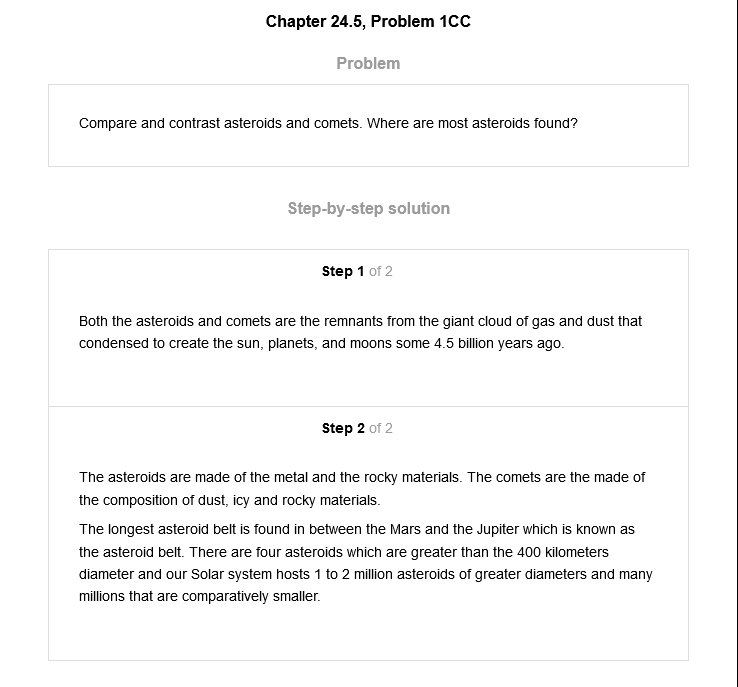 Chapter 24.5, Problem 1CC
Problem
Compare and contrast asteroids and comets. Where are most asteroids found?
Step-by-step solution
Step 1 of 2
Both the asteroids and comets are the remnants from the giant cloud of gas and dust that
condensed to create the sun, planets, and moons some 4.5 billion years ago.
Step 2 of 2
The asteroids are made of the metal and the rocky materials. The comets are the made of
the composition of dust, icy and rocky materials.
The longest asteroid belt is found in between the Mars and the Jupiter which is known as
the asteroid belt. There are four asteroids which are greater than the 400 kilometers
diameter and our Solar system hosts 1 to 2 million asteroids of greater diameters and many
millions that are comparatively smaller.